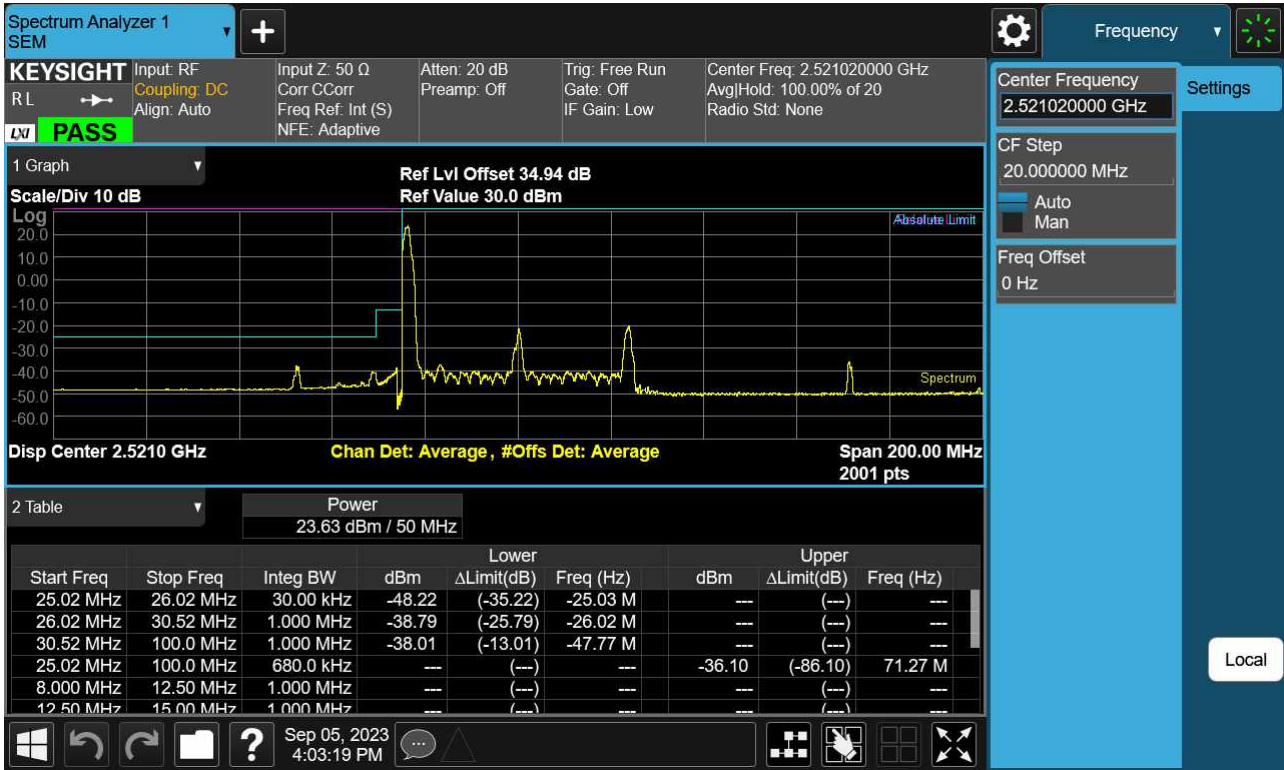 Spectrum Analyzer 1
SEM
+
Frequency
KEYSIGHT
R L
LXI
PASS
Input: RF
Coupling: DC
Align: Auto
Input Z: 50 Ω
Corr CCorr
Freq Ref: Int (S)
NFE: Adaptive
Atten: 20 dB
Preamp: Off
Trig: Free Run
Gate: Off
IF Gain: Low
Center Freq: 2.521020000 GHz
Avg|Hold: 100.00% of 20
Radio Std: None
Center Frequency
2.521020000 GHz
Settings
CF Step
20.000000 MHz
Auto
Man
Freq Offset
0 Hz
Local
1 Graph
Scale/Div 10 dB
Ref Lvl Offset 34.94 dB
Ref Value 30.0 dBm
Log
20.0
10.0
0.00
-10.0
-20.0
-30.0
-40.0
-50.0
-60.0
Limit
Spectrum
Disp Center 2.5210 GHz
Chan Det: Average , #Offs Det: Average
Span 200.00 MHz
2001 pts
2 Table
Power
23.63 dBm / 50 MHz
Lower Upper
Start Freq Stop Freq Integ BW dBm ΔLimit(dB) Freq (Hz) dBm ΔLimit(dB) Freq (Hz)
25.02 MHz 26.02 MHz 30.00 kHz -48.22 (-35.22) -25.03 M --- (---) ---
26.02 MHz 30.52 MHz 1.000 MHz -38.79 (-25.79) -26.02 M --- (---) ---
30.52 MHz 100.0 MHz 1.000 MHz -38.01 (-13.01) -47.77 M --- (---) ---
25.02 MHz 100.0 MHz 680.0 kHz --- (---) --- -36.10 (-86.10) 71.27 M
8.000 MHz 12.50 MHz 1.000 MHz --- (---) --- --- (---) ---
12.50 MHz 15.00 MHz 1.000 MHz --- (---) --- --- (---) ---
?
Sep 05, 2023
4:03:19 PM